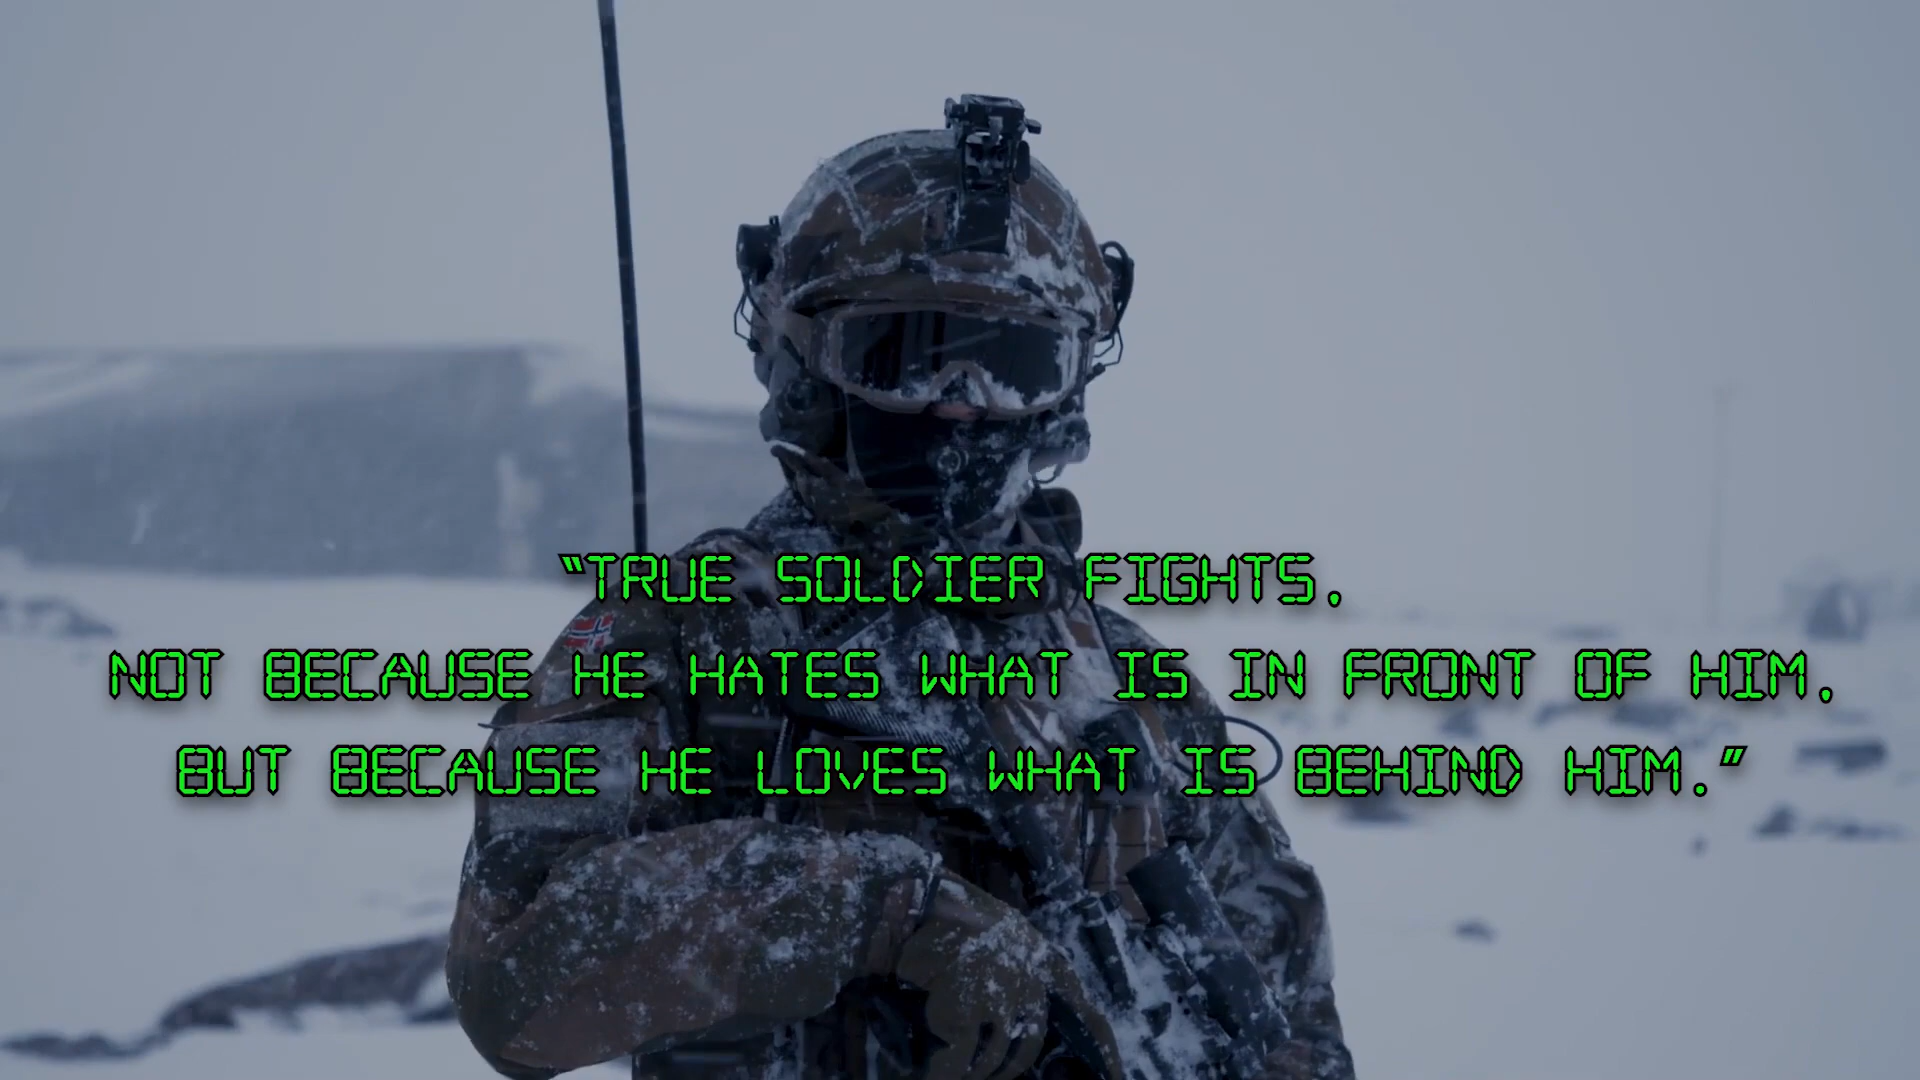 “TRUE SOLDIER FIGHTS.
NOT BECAUSE HE HATES WHAT IS IN FRONT OF HIM.
BUT BECAUSE HE LOVES WHAT IS BEHIND HIM.”